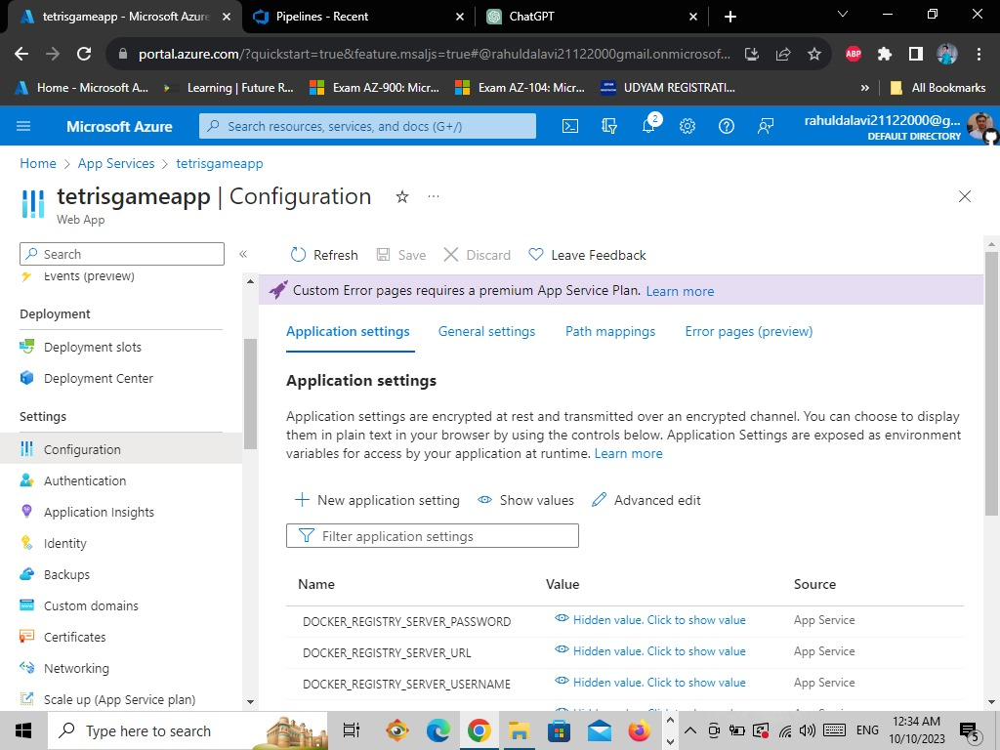 tetrisgameapp - Microsoft Azure
Pipelines - Recent
ChatGPT
portal.azure.com/?quickstart=true&feature.msaljs=true#@rahuldalavi21122000gmail.onmicrosof...
ABP
Home - Microsoft A...
Learning | Future R...
Exam AZ-900: Micr...
Exam AZ-104: Micr...
UDYAM REGISTRATI...
»
All Bookmarks
Microsoft Azure
Search resources, services, and docs (G+/)
2
rahuldalavi21122000@g...
DEFAULT DIRECTORY
Home > App Services > tetrisgameapp
tetrisgameapp | Configuration
Web App
Search
Refresh
Save
Discard
Leave Feedback
Events (preview)
Custom Error pages requires a premium App Service Plan. Learn more
Deployment
Deployment slots
Deployment Center
Settings
Configuration
Authentication
Application Insights
Identity
Backups
Custom domains
Certificates
Networking
Scale up (App Service plan)
Application settings
General settings
Path mappings
Error pages (preview)
Application settings
Application settings are encrypted at rest and transmitted over an encrypted channel. You can choose to display
them in plain text in your browser by using the controls below. Application Settings are exposed as environment
variables for access by your application at runtime. Learn more
New application setting
Show values
Advanced edit
Filter application settings
Name Value Source
DOCKER_REGISTRY_SERVER_PASSWORD Hidden value. Click to show value App Service
DOCKER_REGISTRY_SERVER_URL Hidden value. Click to show value App Service
DOCKER_REGISTRY_SERVER_USERNAME Hidden value. Click to show value App Service
Type here to search
ENG
12:34 AM
10/10/2023
5